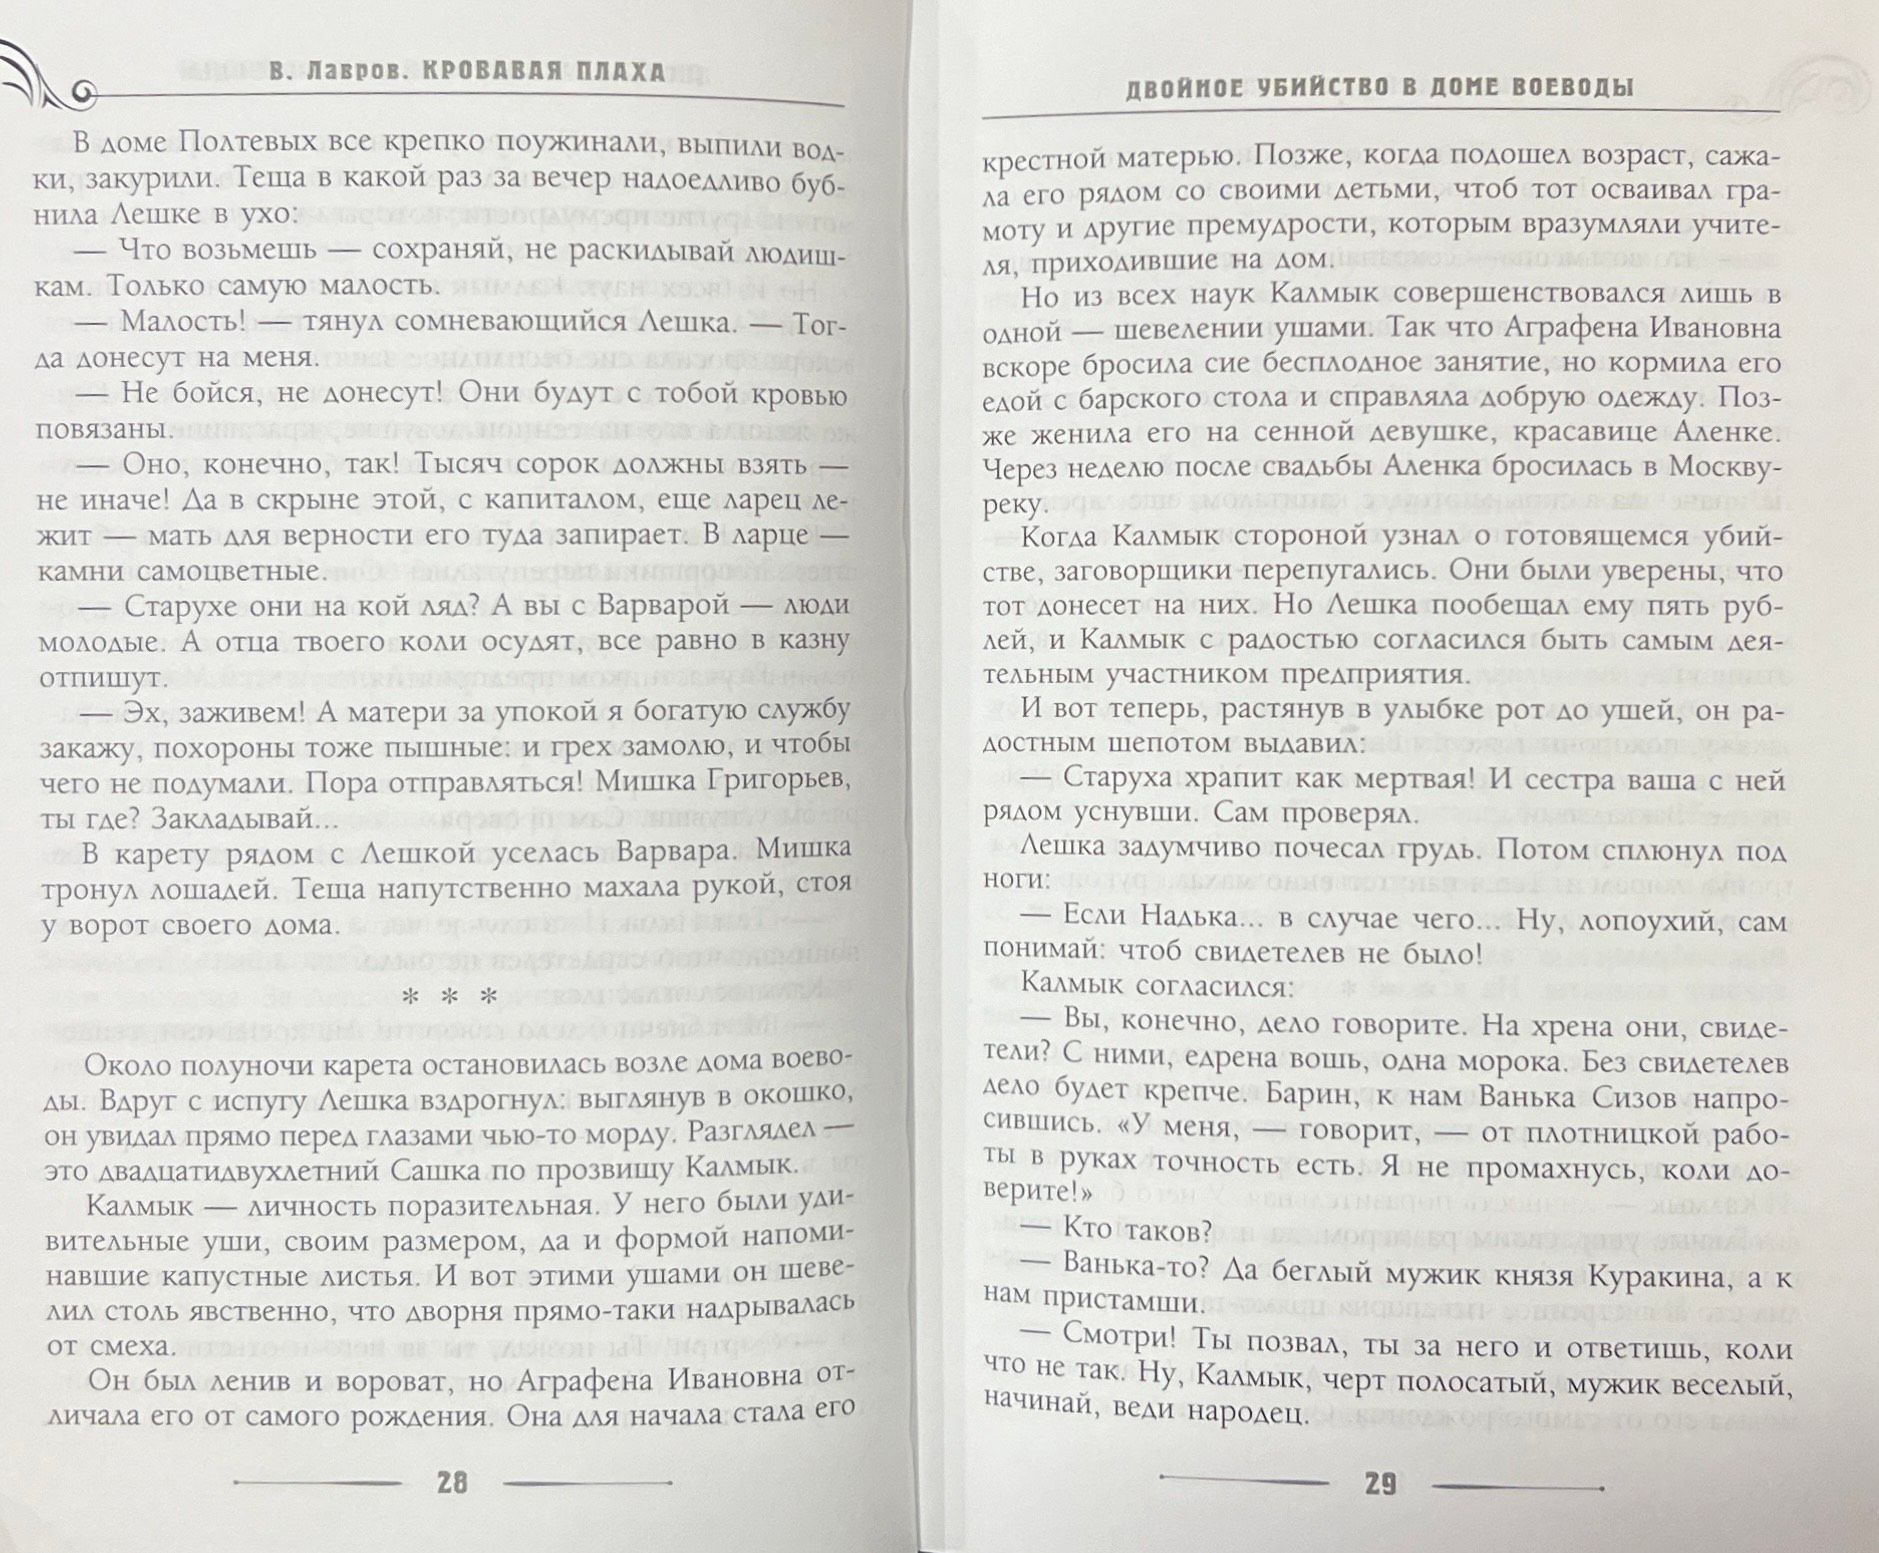 В. Лавров. КРОВАВАЯ ПЛАХА
В доме Полтевых все крепко поужинали, выпили вод-
ки, закурили. Теща в какой раз за вечер надоедливо буб-
нила Лешке в ухо:
— Что возьмешь — сохраняй, не раскидывай людиш-
кам. Только самую малость.
— Малость! — тянул сомневающийся Лешка. — Тог-
да донесут на меня.
— Не бойся, не донесут! Они будут с тобой кровью
повязаны.
— Оно, конечно, так! Тысяч сорок должны взять —
не иначе! Да в скрыне этой, с капиталом, еще ларец ле-
жит — мать для верности его туда запирает. В ларце —
камни самоцветные.
— Старухе они на кой ляд? А вы с Варварой — люди
молодые. А отца твоего коли осудят, все равно в казну
отпишут.
— Эх, заживем! А матери за упокой я богатую службу
закажу, похороны тоже пышные: и грех замолю, и чтобы
чего не подумали. Пора отправляться! Мишка Григорьев,
ты где? Закладывай...
В карету рядом с Лешкой уселась Варвара. Мишка
тронул лошадей. Теща напутственно махала рукой, стоя
у ворот своего дома.
* * *
Около полуночи карета остановилась возле дома воево-
ды. Вдруг с испугу Лешка вздрогнул: выглянув в окошко,
он увидал прямо перед глазами чью-то морду. Разглядел —
это двадцатидвухлетний Сашка по прозвищу Калмык.
Калмык — личность поразительная. У него были уди-
вительные уши, своим размером, да и формой напоми-
навшие капустные листья. И вот этими ушами он шеве-
лил столь явственно, что дворня прямо-таки надрывалась
от смеха.
Он был ленив и вороват, но Аграфена Ивановна от-
личала его от самого рождения. Она для начала стала его
28
ДВОЙНОЕ УБИЙСТВО В ДОМЕ ВОЕВОДЫ
крестной матерью. Позже, когда подошел возраст, сажа-
ла его рядом со своими детьми, чтоб тот осваивал гра-
моту и другие премудрости, которым вразумляли учите-
ля, приходившие на дом.
Но из всех наук Калмык совершенствовался лишь в
одной — шевелении ушами. Так что Аграфена Ивановна
вскоре бросила сие бесплодное занятие, но кормила его
едой с барского стола и справляла добрую одежду. Поз-
же женила его на сенной девушке, красавице Аленке.
Через неделю после свадьбы Аленка бросилась в Москву-
реку.
Когда Калмык стороной узнал о готовящемся убий-
стве, заговорщики перепугались. Они были уверены, что
тот донесет на них. Но Лешка пообещал ему пять руб-
лей, и Калмык с радостью согласился быть самым дея-
тельным участником предприятия.
И вот теперь, растянув в улыбке рот до ушей, он ра-
достным шепотом выдавил:
— Старуха храпит как мертвая! И сестра ваша с ней
рядом уснувши. Сам проверял.
Лешка задумчиво почесал грудь. Потом сплюнул под
ноги:
— Если Надька... в случае чего... Ну, лопоухий, сам
понимай: чтоб свидетелев не было!
Калмык согласился:
— Вы, конечно, дело говорите. На хрена они, свиде-
тели? С ними, едрена вошь, одна морока. Без свидетелев
дело будет крепче. Барин, к нам Ванька Сизов напро-
сившись. «У меня, — говорит, — от плотницкой рабо-
ты в руках точность есть. Я не промахнусь, коли до-
верите!»
— Кто таков?
— Ванька-то? Да беглый мужик князя Куракина, а к
нам пристамши.
— Смотри! Ты позвал, ты за него и ответишь, коли
что не так. Ну, Калмык, черт полосатый, мужик веселый,
начинай, веди народец.
29